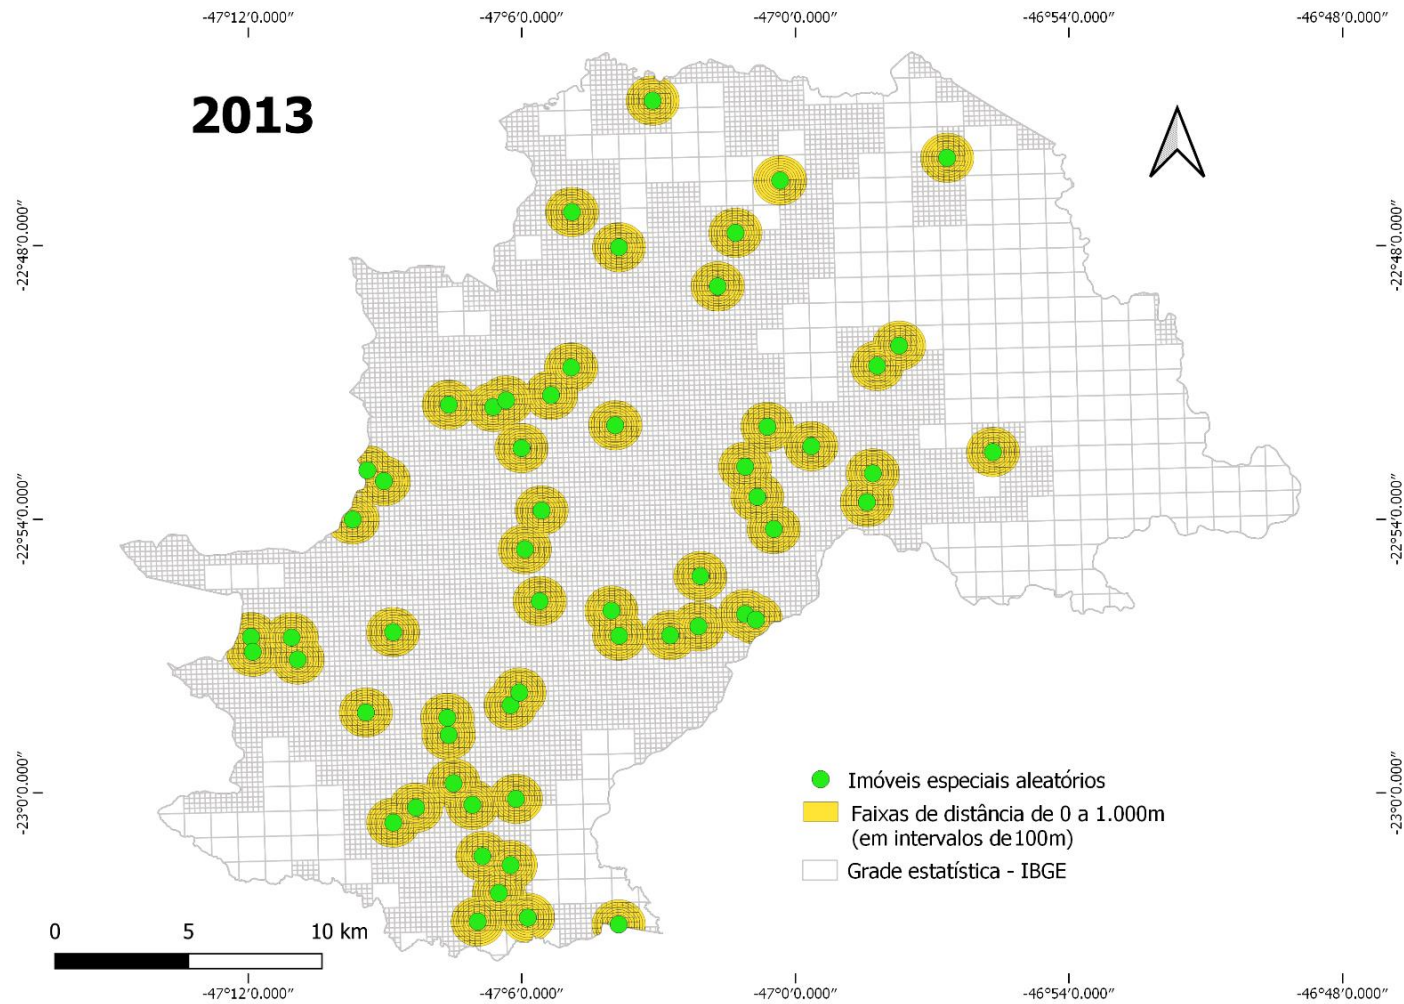 -47°12'0.000″ -47°6'0.000″ -47°0'0.000″ -46°54'0.000″ -46°48'0.000″
2013
-22°48'0.000″ -22°48'0.000″
-22°54'0.000″ -22°54'0.000″
-23°0'0.000″ -23°0'0.000″
Imóveis especiais aleatórios
Faixas de distância de 0 a 1.000m
(em intervalos de 100m)
Grade estatística - IBGE
0 5 10 km
-47°12'0.000″ -47°6'0.000″ -47°0'0.000″ -46°54'0.000″ -46°48'0.000″